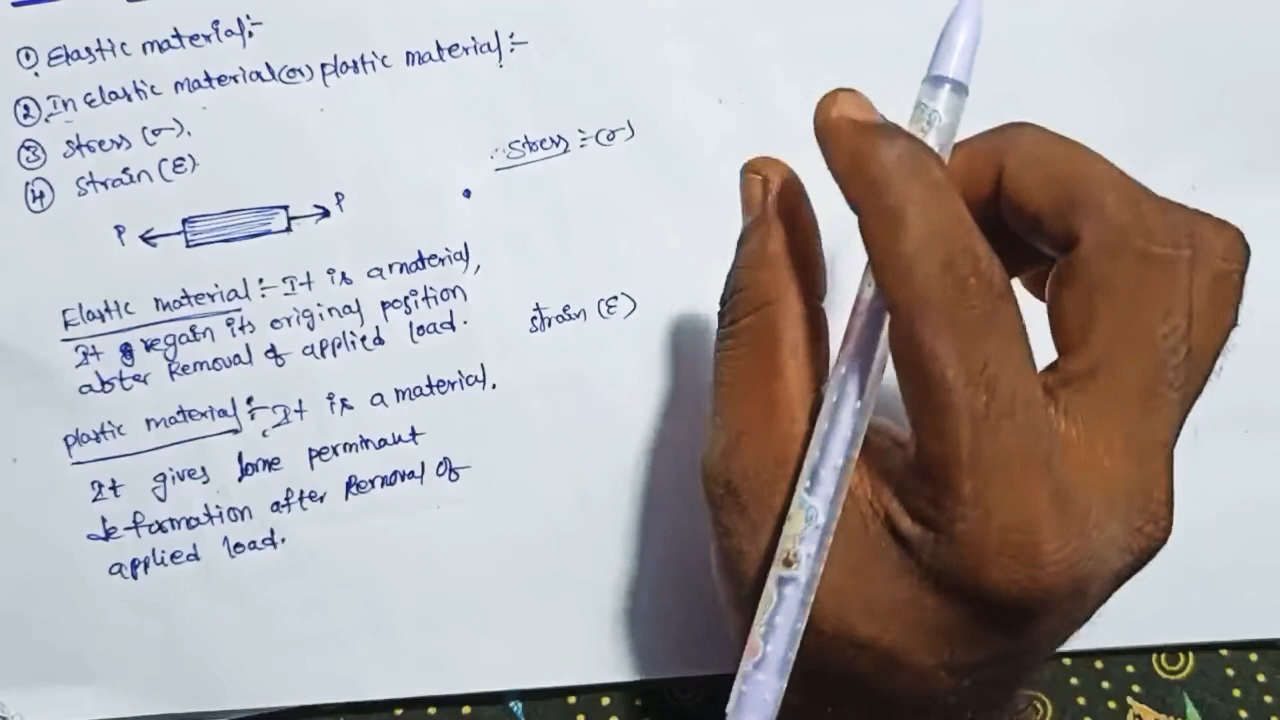 ① Elastic material:-
② In Elastic material (or) plastic material:-
③ stress (σ).
④ strain (ε)
P P
Elastic material:- It is a material,
It regain its original position
abter Removal of applied load.
plastic material:- It is a material.
It gives some perminant
deformation after Removal of
applied load.
∴ stress :- (σ)
strain (ε)